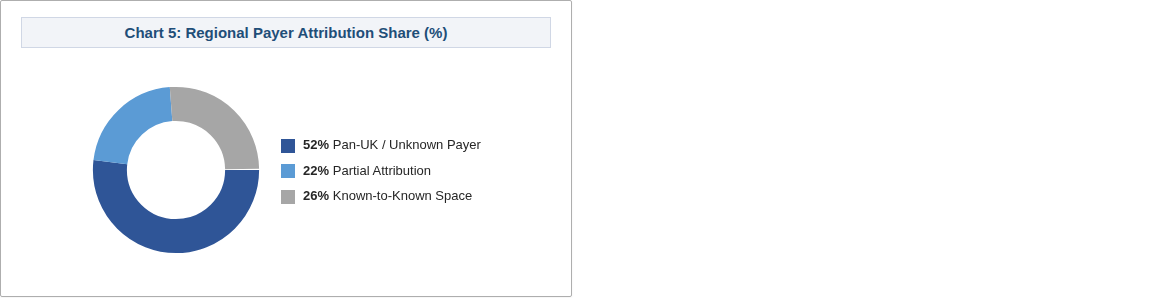 Chart 5: Regional Payer Attribution Share (%)
52% Pan-UK / Unknown Payer
22% Partial Attribution
26% Known-to-Known Space